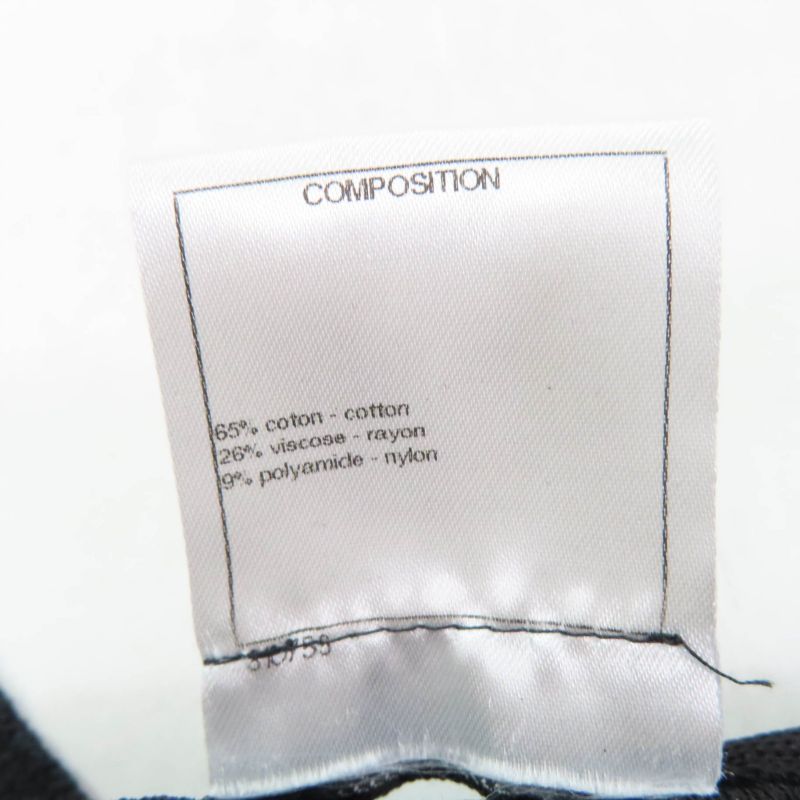 COMPOSITION
65% coton - cotton
26% viscose - rayon
9% polyamide - nylon